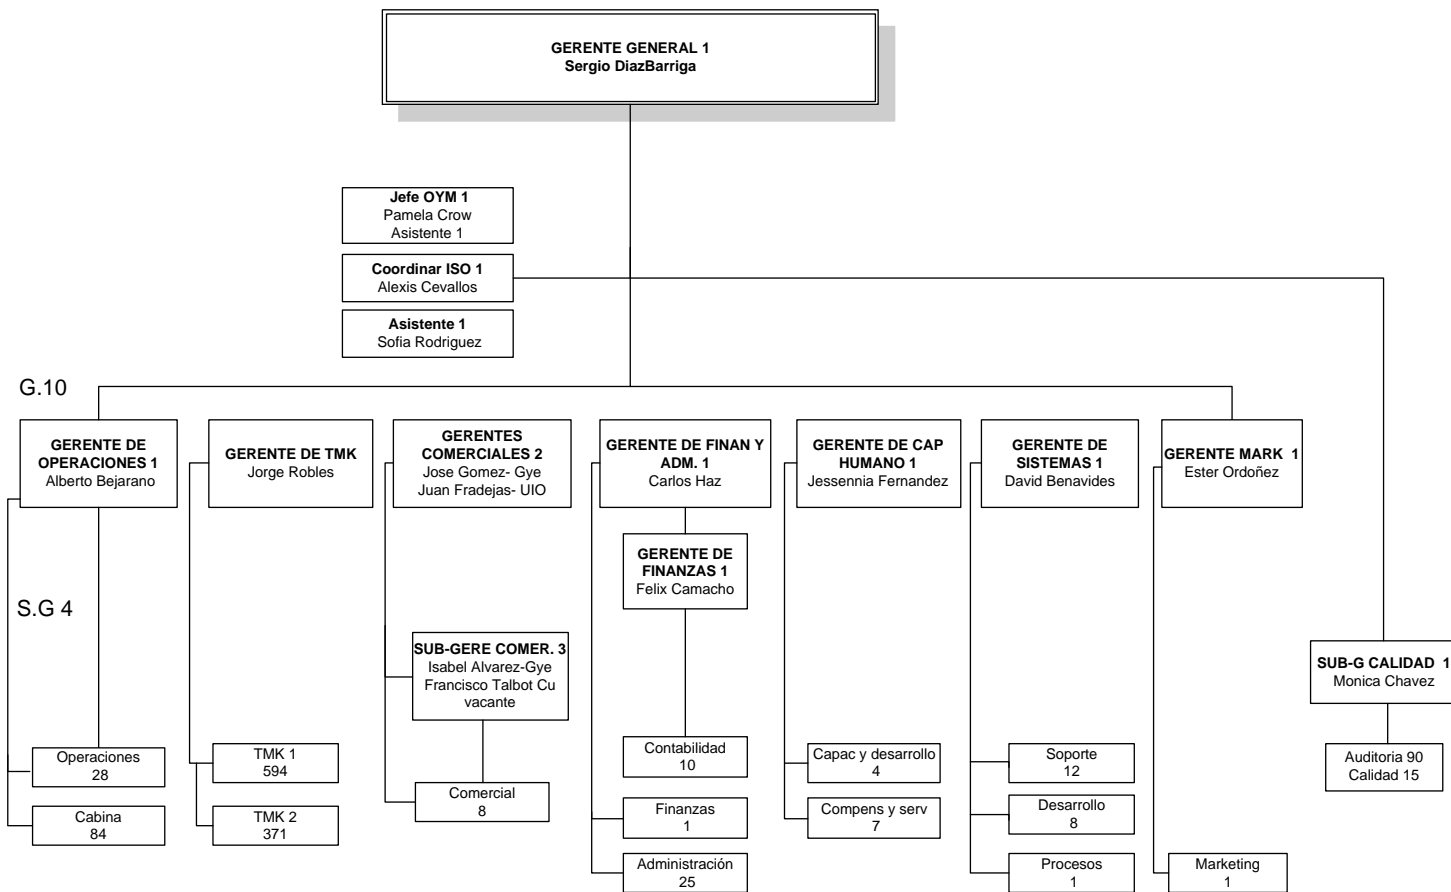 GERENTE GENERAL 1
Sergio DiazBarriga
Jefe OYM 1
Pamela Crow
Asistente 1
Coordinar ISO 1
Alexis Cevallos
Asistente 1
Sofia Rodriguez
G.10
GERENTE DE
OPERACIONES 1
Alberto Bejarano
GERENTE DE TMK
Jorge Robles
GERENTES
COMERCIALES 2
Jose Gomez- Gye
Juan Fradejas- UIO
GERENTE DE FINAN Y
ADM. 1
Carlos Haz
GERENTE DE CAP
HUMANO 1
Jessennia Fernandez
GERENTE DE
SISTEMAS 1
David Benavides
GERENTE MARK 1
Ester Ordoñez
GERENTE DE
FINANZAS 1
Felix Camacho
S.G 4
SUB-GERE COMER. 3
Isabel Alvarez-Gye
Francisco Talbot Cu
vacante
SUB-G CALIDAD 1
Monica Chavez
Operaciones
28
TMK 1
594
Contabilidad
10
Capac y desarrollo
4
Soporte
12
Auditoria 90
Calidad 15
Comercial
8
Cabina
84
TMK 2
371
Finanzas
1
Compens y serv
7
Desarrollo
8
Administración
25
Procesos
1
Marketing
1